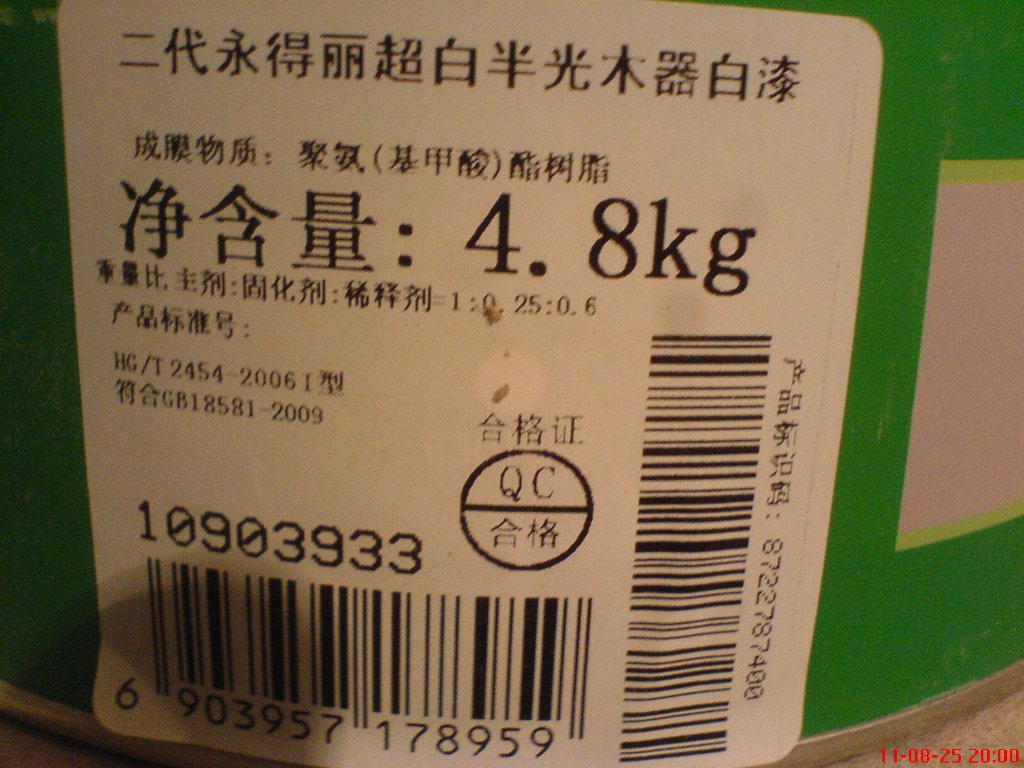 二代永得丽超白半光木器白漆
成膜物质：聚氨(基甲酸)酯树脂
净含量：4.8kg
重量比 主剂:固化剂:稀释剂=1:0.25:0.6
产品标准号：
HG/T 2454-2006 I 型
符合GB18581-2009
合格证
QC
合格
10903933
6 903957 178959
产品标识码：8722787400
11-08-25 20:00